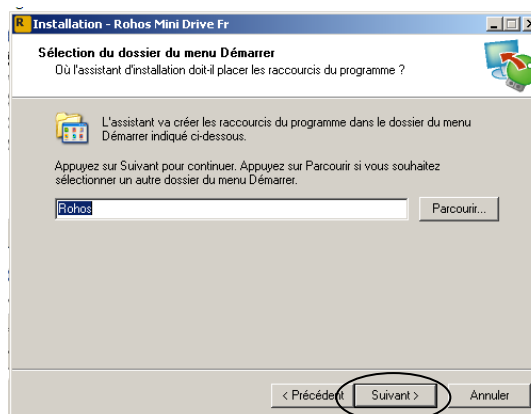 R Installation - Rohos Mini Drive Fr
Sélection du dossier du menu Démarrer
Où l'assistant d'installation doit-il placer les raccourcis du programme ?
L'assistant va créer les raccourcis du programme dans le dossier du menu
Démarrer indiqué ci-dessous.
Appuyez sur Suivant pour continuer. Appuyez sur Parcourir si vous souhaitez
sélectionner un autre dossier du menu Démarrer.
Rohos Parcourir...
< Précédent Suivant > Annuler